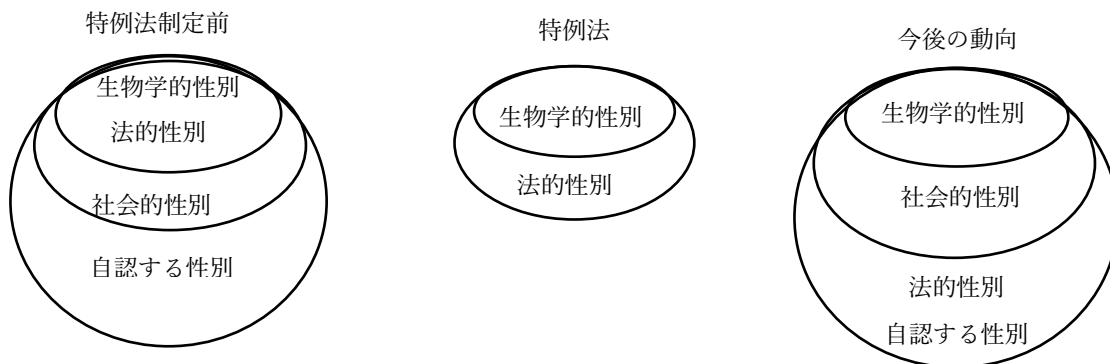 特例法制定前
生物学的性別
法的性別
社会的性別
自認する性別
特例法
生物学的性別
法的性別
今後の動向
生物学的性別
社会的性別
法的性別
自認する性別